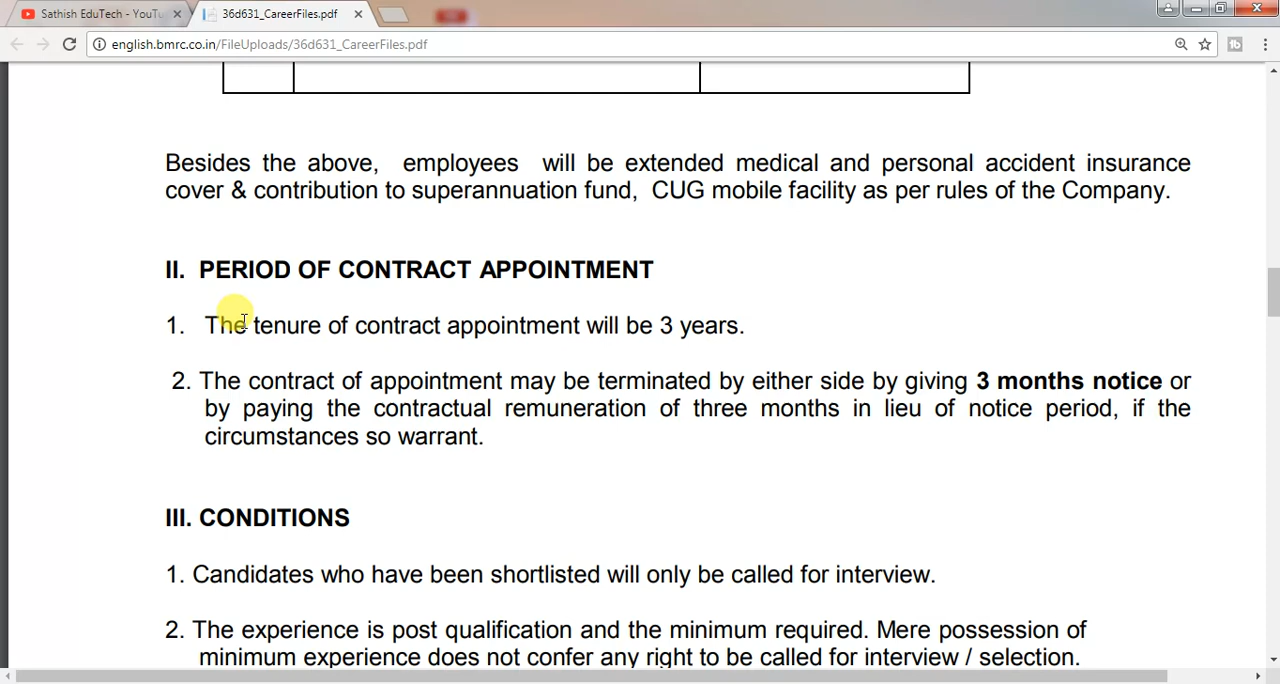 Sathish EduTech - YouTu
36d631_CareerFiles.pdf
english.bmrc.co.in/FileUploads/36d631_CareerFiles.pdf
Besides the above, employees will be extended medical and personal accident insurance
cover & contribution to superannuation fund, CUG mobile facility as per rules of the Company.
II. PERIOD OF CONTRACT APPOINTMENT
1. The tenure of contract appointment will be 3 years.
2. The contract of appointment may be terminated by either side by giving 3 months notice or
by paying the contractual remuneration of three months in lieu of notice period, if the
circumstances so warrant.
III. CONDITIONS
1. Candidates who have been shortlisted will only be called for interview.
2. The experience is post qualification and the minimum required. Mere possession of
minimum experience does not confer any right to be called for interview / selection.